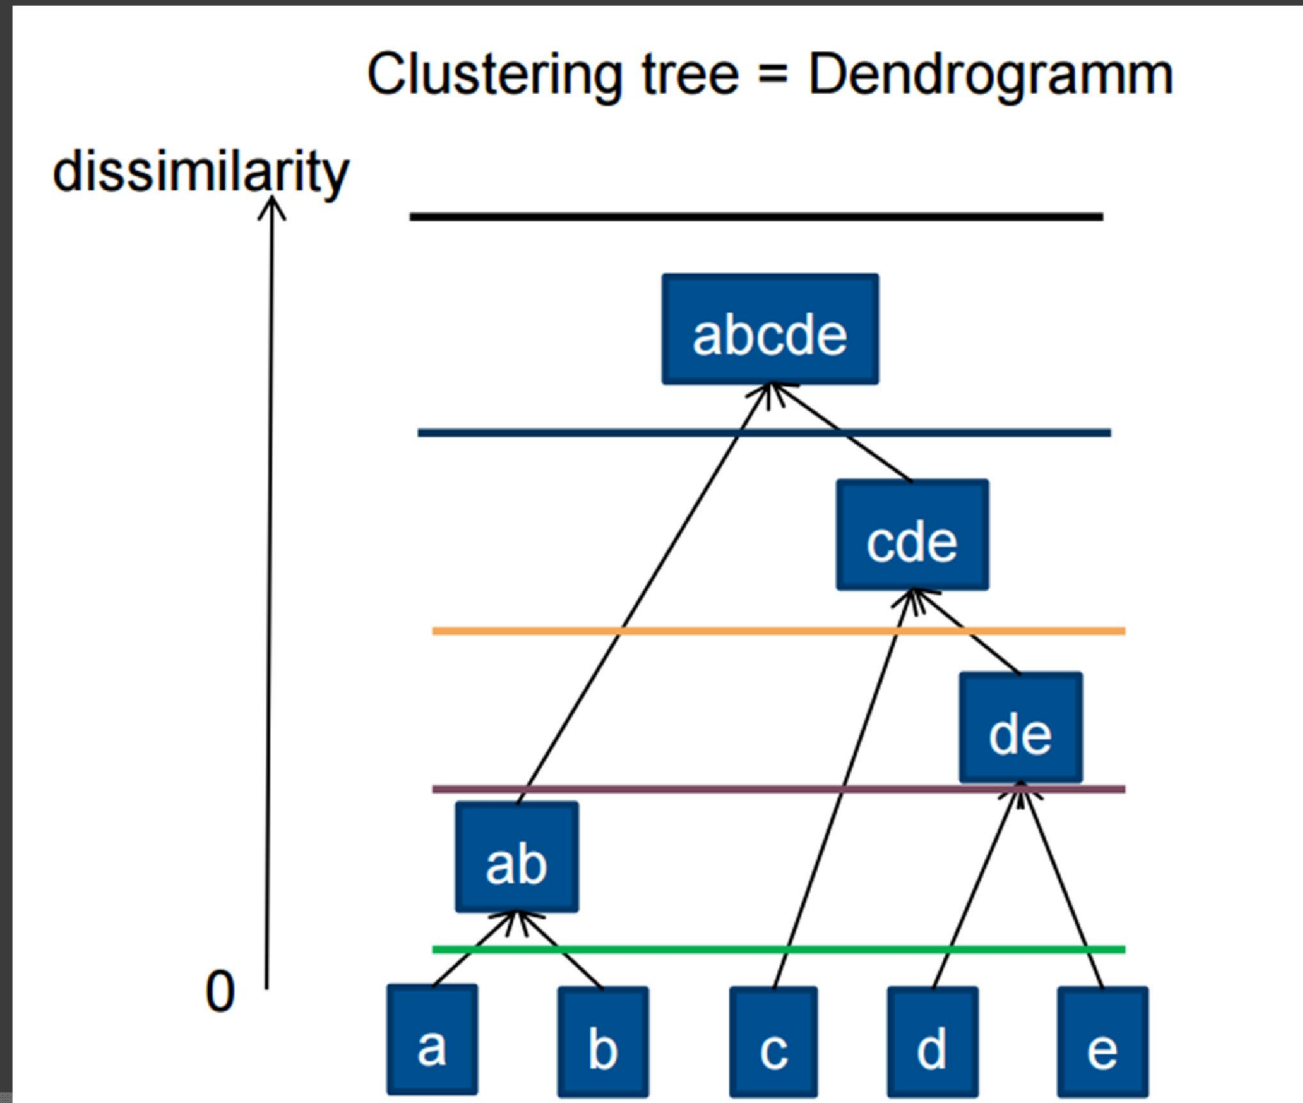 Clustering tree = Dendrogramm
dissimilarity
abcde
cde
de
ab
0
a
b
c
d
e